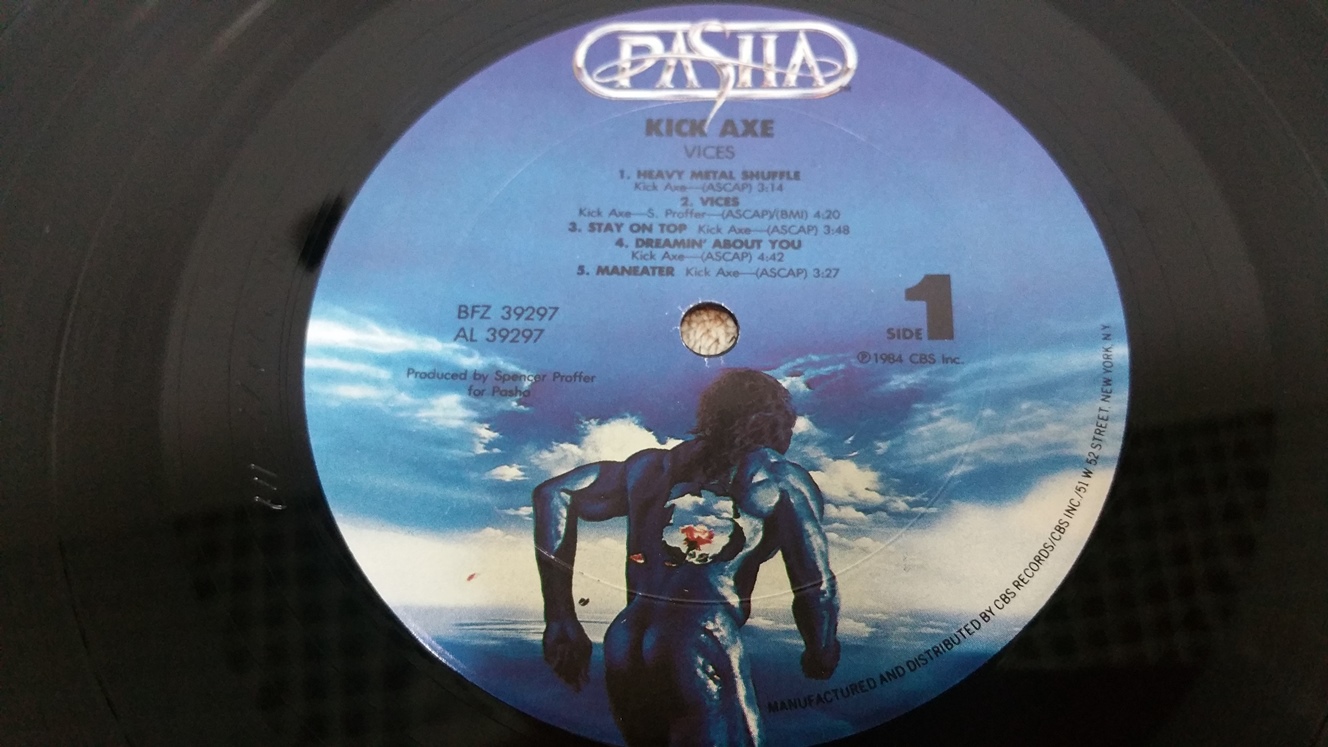 PASHA
KICK AXE
VICES
1. HEAVY METAL SHUFFLE
Kick Axe—(ASCAP) 3:14
2. VICES
Kick Axe—S. Proffer—(ASCAP)/(BMI) 4:20
3. STAY ON TOP Kick Axe—(ASCAP) 3:48
4. DREAMIN' ABOUT YOU
Kick Axe—(ASCAP) 4:42
5. MANEATER Kick Axe—(ASCAP) 3:27
BFZ 39297
AL 39297
SIDE 1
℗1984 CBS Inc.
Produced by Spencer Proffer
for Pasha
MANUFACTURED AND DISTRIBUTED BY CBS RECORDS/CBS INC./51 W 52 STREET, NEW YORK, N.Y.